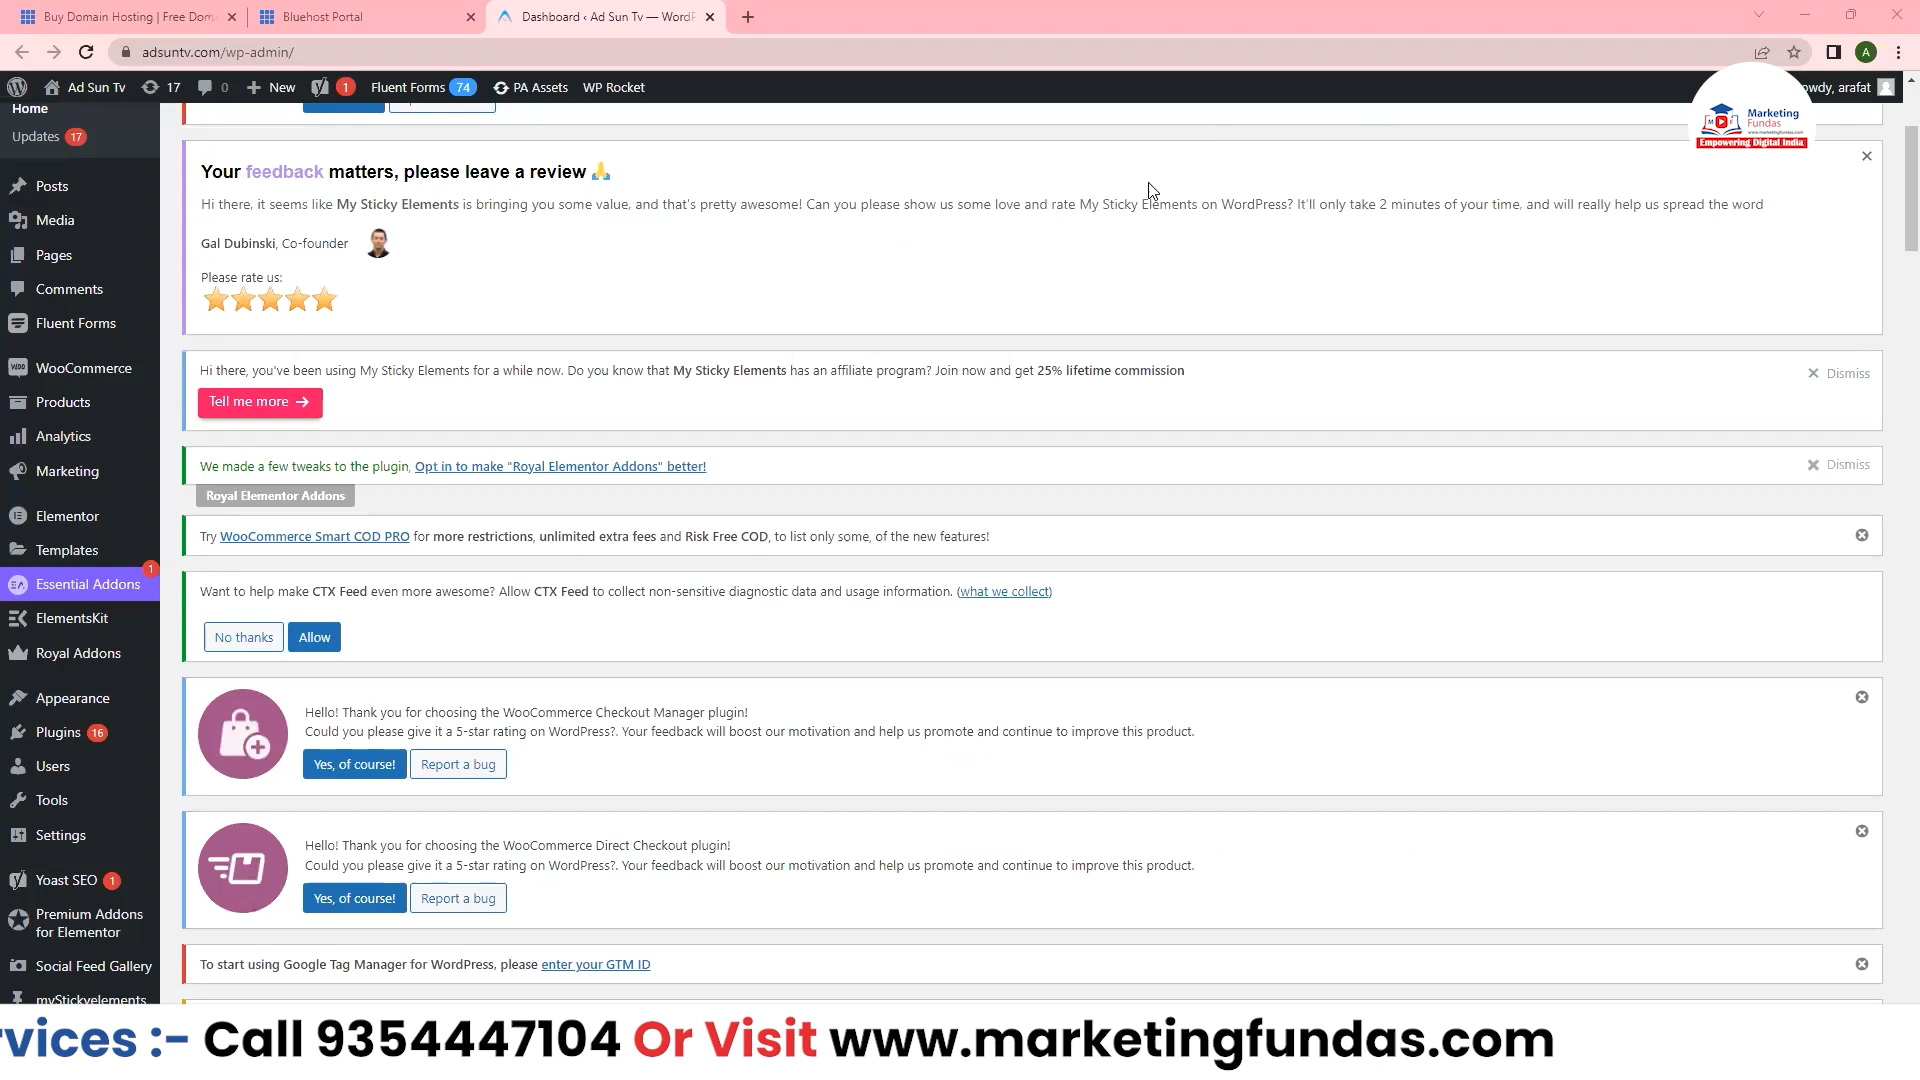 Buy Domain Hosting | Free Dom
Bluehost Portal
Dashboard ‹ Ad Sun Tv — WordP
adsuntv.com/wp-admin/
A
Ad Sun Tv
17
0
New
1
Fluent Forms 74
PA Assets
WP Rocket
owdy, arafat
Marketing
Fundas
www.marketingfundas.com
Empowering Digital India
Home
Updates 17
Posts
Media
Pages
Comments
Fluent Forms
WooCommerce
Products
Analytics
Marketing
Elementor
Templates
Essential Addons 1
ElementsKit
Royal Addons
Appearance
Plugins 16
Users
Tools
Settings
Yoast SEO 1
Premium Addons
for Elementor
Social Feed Gallery
myStickyelements
Your feedback matters, please leave a review 🙏
Hi there, it seems like My Sticky Elements is bringing you some value, and that's pretty awesome! Can you please show us some love and rate My Sticky Elements on WordPress? It'll only take 2 minutes of your time, and will really help us spread the word
Gal Dubinski, Co-founder
Please rate us:
Hi there, you've been using My Sticky Elements for a while now. Do you know that My Sticky Elements has an affiliate program? Join now and get 25% lifetime commission
Dismiss
Tell me more →
We made a few tweaks to the plugin, Opt in to make "Royal Elementor Addons" better!
Dismiss
Royal Elementor Addons
Try WooCommerce Smart COD PRO for more restrictions, unlimited extra fees and Risk Free COD, to list only some, of the new features!
Want to help make CTX Feed even more awesome? Allow CTX Feed to collect non-sensitive diagnostic data and usage information. (what we collect)
No thanks
Allow
Hello! Thank you for choosing the WooCommerce Checkout Manager plugin!
Could you please give it a 5-star rating on WordPress?. Your feedback will boost our motivation and help us promote and continue to improve this product.
Yes, of course!
Report a bug
Hello! Thank you for choosing the WooCommerce Direct Checkout plugin!
Could you please give it a 5-star rating on WordPress?. Your feedback will boost our motivation and help us promote and continue to improve this product.
Yes, of course!
Report a bug
To start using Google Tag Manager for WordPress, please enter your GTM ID
rvices :- Call 9354447104 Or Visit www.marketingfundas.com